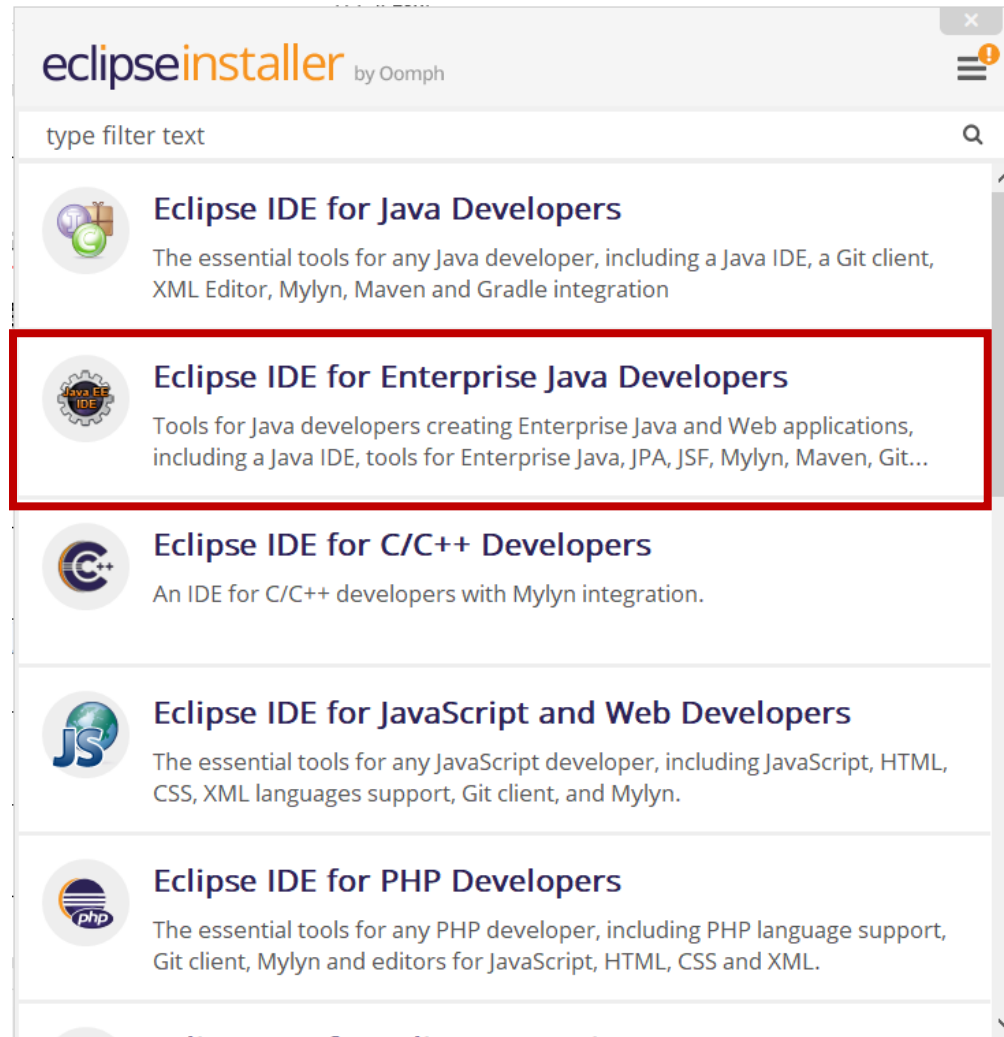 eclipseinstaller by Oomph
type filter text
Eclipse IDE for Java Developers
The essential tools for any Java developer, including a Java IDE, a Git client,
XML Editor, Mylyn, Maven and Gradle integration
Java EE
IDE
Eclipse IDE for Enterprise Java Developers
Tools for Java developers creating Enterprise Java and Web applications,
including a Java IDE, tools for Enterprise Java, JPA, JSF, Mylyn, Maven, Git...
C++
Eclipse IDE for C/C++ Developers
An IDE for C/C++ developers with Mylyn integration.
JS
Eclipse IDE for JavaScript and Web Developers
The essential tools for any JavaScript developer, including JavaScript, HTML,
CSS, XML languages support, Git client, and Mylyn.
php
Eclipse IDE for PHP Developers
The essential tools for any PHP developer, including PHP language support,
Git client, Mylyn and editors for JavaScript, HTML, CSS and XML.